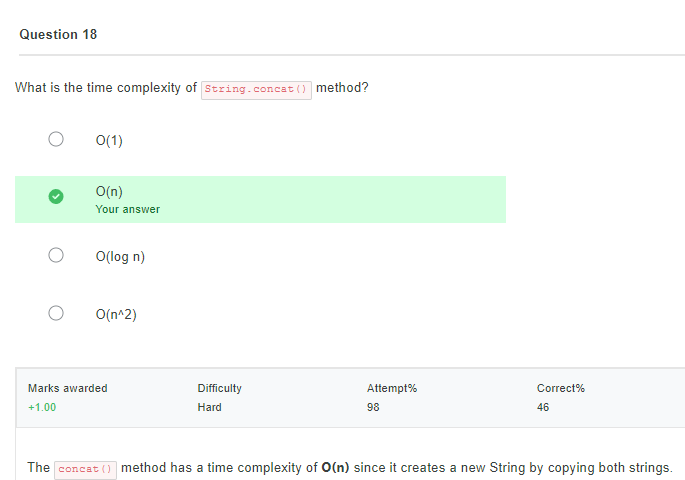 Question 18
What is the time complexity of String.concat() method?
O(1)
O(n)
Your answer
O(log n)
O(n^2)
Marks awarded Difficulty Attempt% Correct%
+1.00 Hard 98 46
The concat() method has a time complexity of O(n) since it creates a new String by copying both strings.